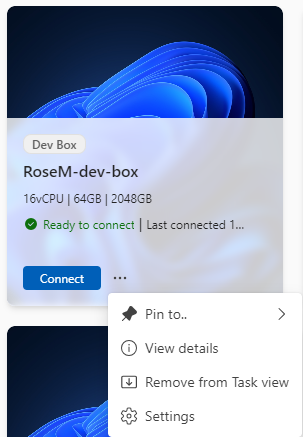 Dev Box
RoseM-dev-box
16vCPU | 64GB | 2048GB
Ready to connect | Last connected 1...
Connect
Pin to..
View details
Remove from Task view
Settings